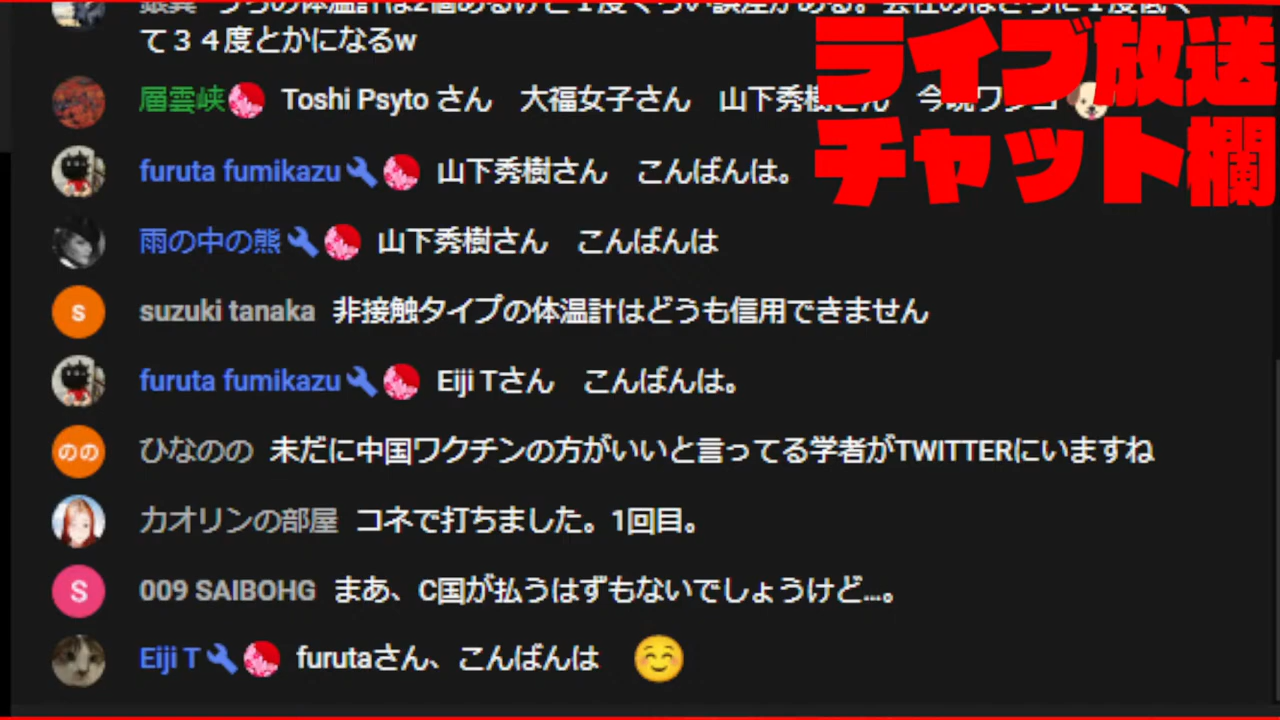 て３４度とかになるw
ライブ放送
チャット欄
層雲峡 Toshi Psyto さん　大福女子さん　山下秀樹さん　今晩ワンコ
furuta fumikazu 山下秀樹さん　こんばんは。
雨の中の熊 山下秀樹さん　こんばんは
suzuki tanaka 非接触タイプの体温計はどうも信用できません
furuta fumikazu Eiji Tさん　こんばんは。
のの ひなのの 未だに中国ワクチンの方がいいと言ってる学者がTWITTERにいますね
カオリンの部屋 コネで打ちました。1回目。
S 009 SAIBOHG まあ、C国が払うはずもないでしょうけど…。
Eiji T furutaさん、こんばんは